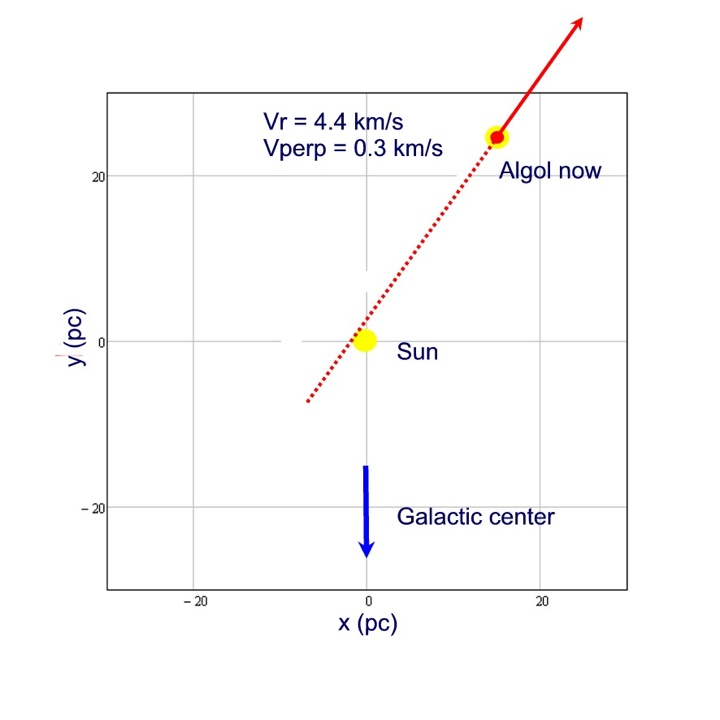 Vr = 4.4 km/s
Vperp = 0.3 km/s
Algol now
20
y (pc)
0
Sun
– 20
Galactic center
– 20
0
20
x (pc)